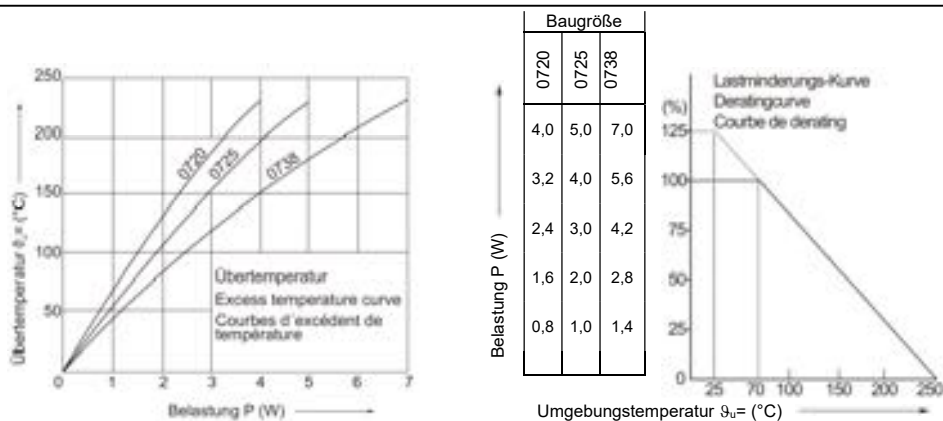 250
200
150
100
50
0
1
2
3
4
5
6
7
0720
0725
0738
Übertemperatur
Excess temperature curve
Courbes d´excédent de
température
Übertemperatur ϑᵤ= (°C)
Belastung P (W)
Baugröße
0720 0725 0738
4,0 5,0 7,0
3,2 4,0 5,6
2,4 3,0 4,2
1,6 2,0 2,8
0,8 1,0 1,4
Belastung P (W)
Lastminderungs-Kurve
Deratingcurve
Courbe de derating
(%)
125
100
75
50
25
0
25 70 100 150 200 250
Umgebungstemperatur ϑᵤ= (°C)